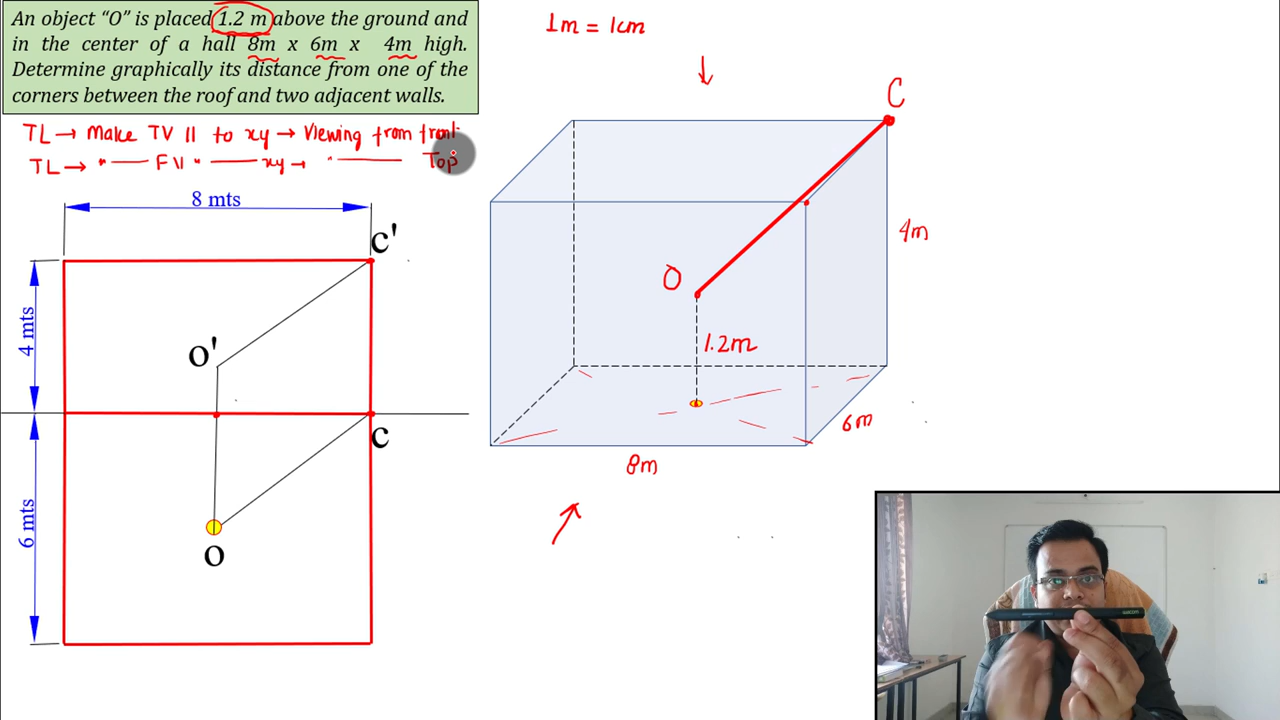 An object “O” is placed 1.2 m above the ground and
in the center of a hall 8m x 6m x 4m high.
Determine graphically its distance from one of the
corners between the roof and two adjacent walls.
TL → Make TV || to xy → Viewing from front
TL → " — F || " — xy → " — Top
1m = 1cm
8 mts
4 mts
6 mts
c'
o'
c
o
C
O
4m
1.2m
6m
8m
wacom